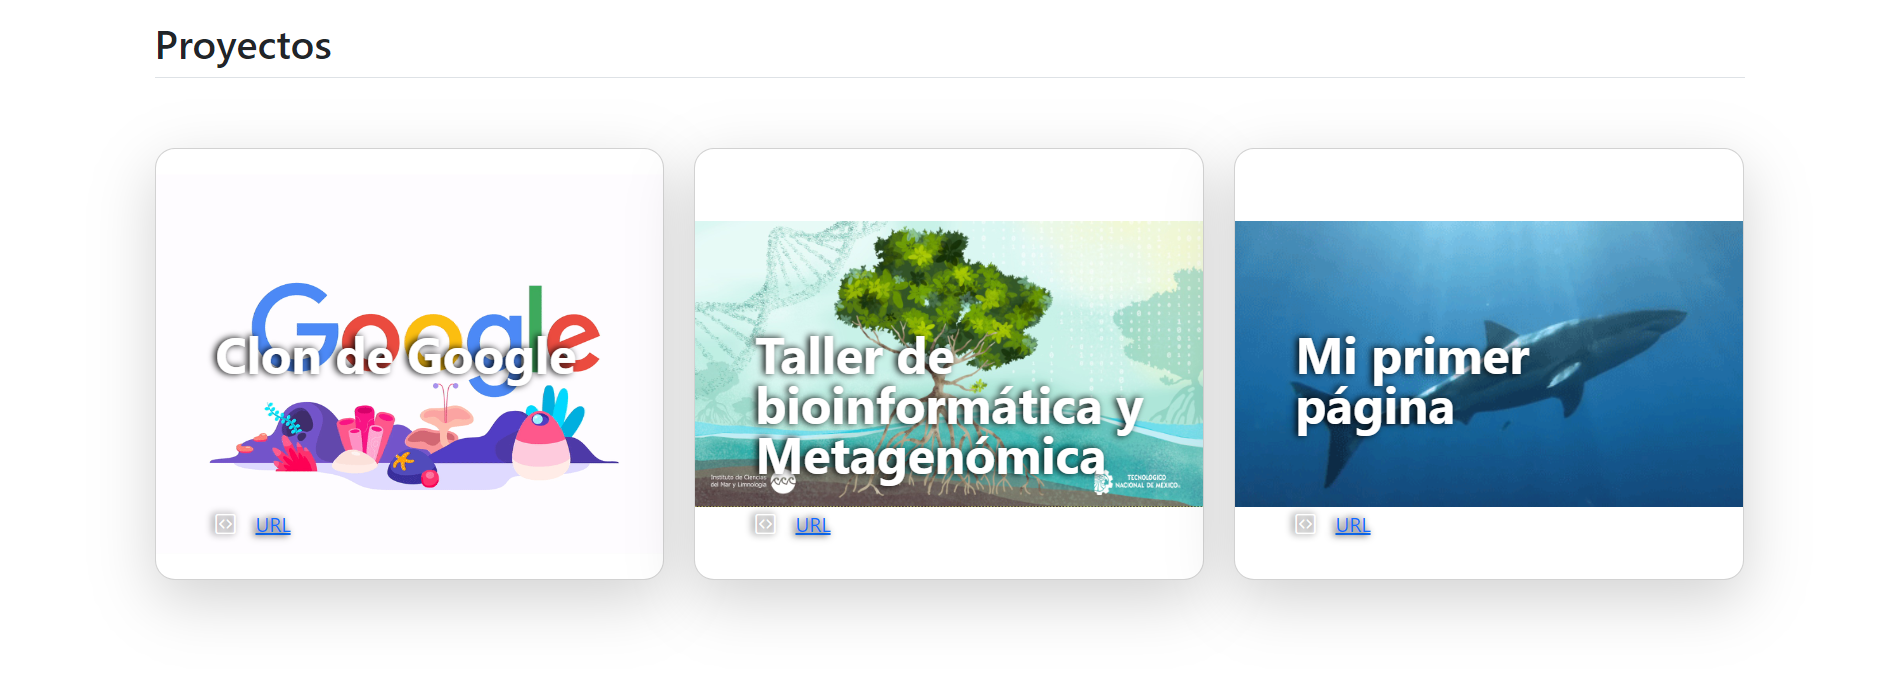 Proyectos
Google
Clon de Google
URL
Taller de
bioinformática y
Metagenómica
Instituto de Ciencias
del Mar y Limnología
TECNOLÓGICO
NACIONAL DE MÉXICO
URL
Mi primer
página
URL